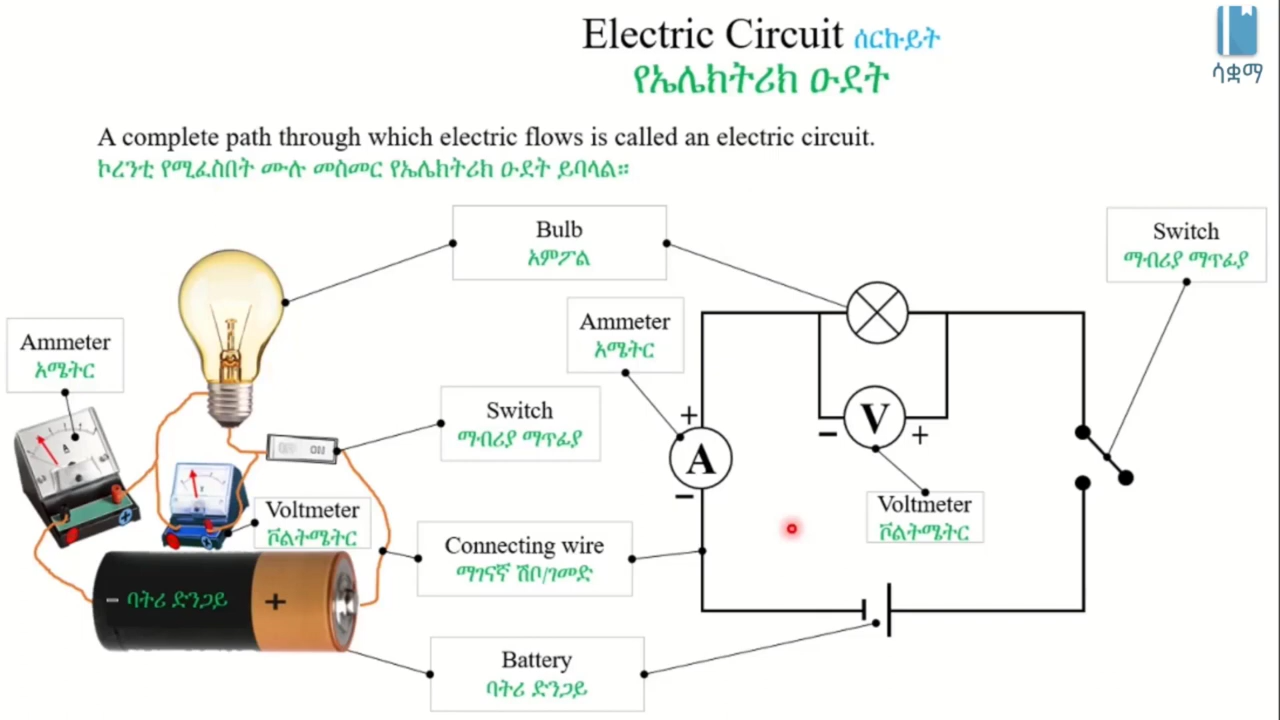 Electric Circuit ሰርኩይት
የኤሌክትሪክ ዑደት
ሳቋማ
A complete path through which electric flows is called an electric circuit.
ኮረንቲ የሚፈስበት ሙሉ መስመር የኤሌክትሪክ ዑደት ይባላል።
Bulb
አምፖል
Switch
ማብሪያ ማጥፊያ
Ammeter
አሜትር
Ammeter
አሜትር
+
A
−
V
− +
Switch
ማብሪያ ማጥፊያ
A
ON
V
Voltmeter
ቮልትሜትር
Voltmeter
ቮልትሜትር
Connecting wire
ማገናኛ ሽቦ/ገመድ
− ባትሪ ድንጋይ +
Battery
ባትሪ ድንጋይ